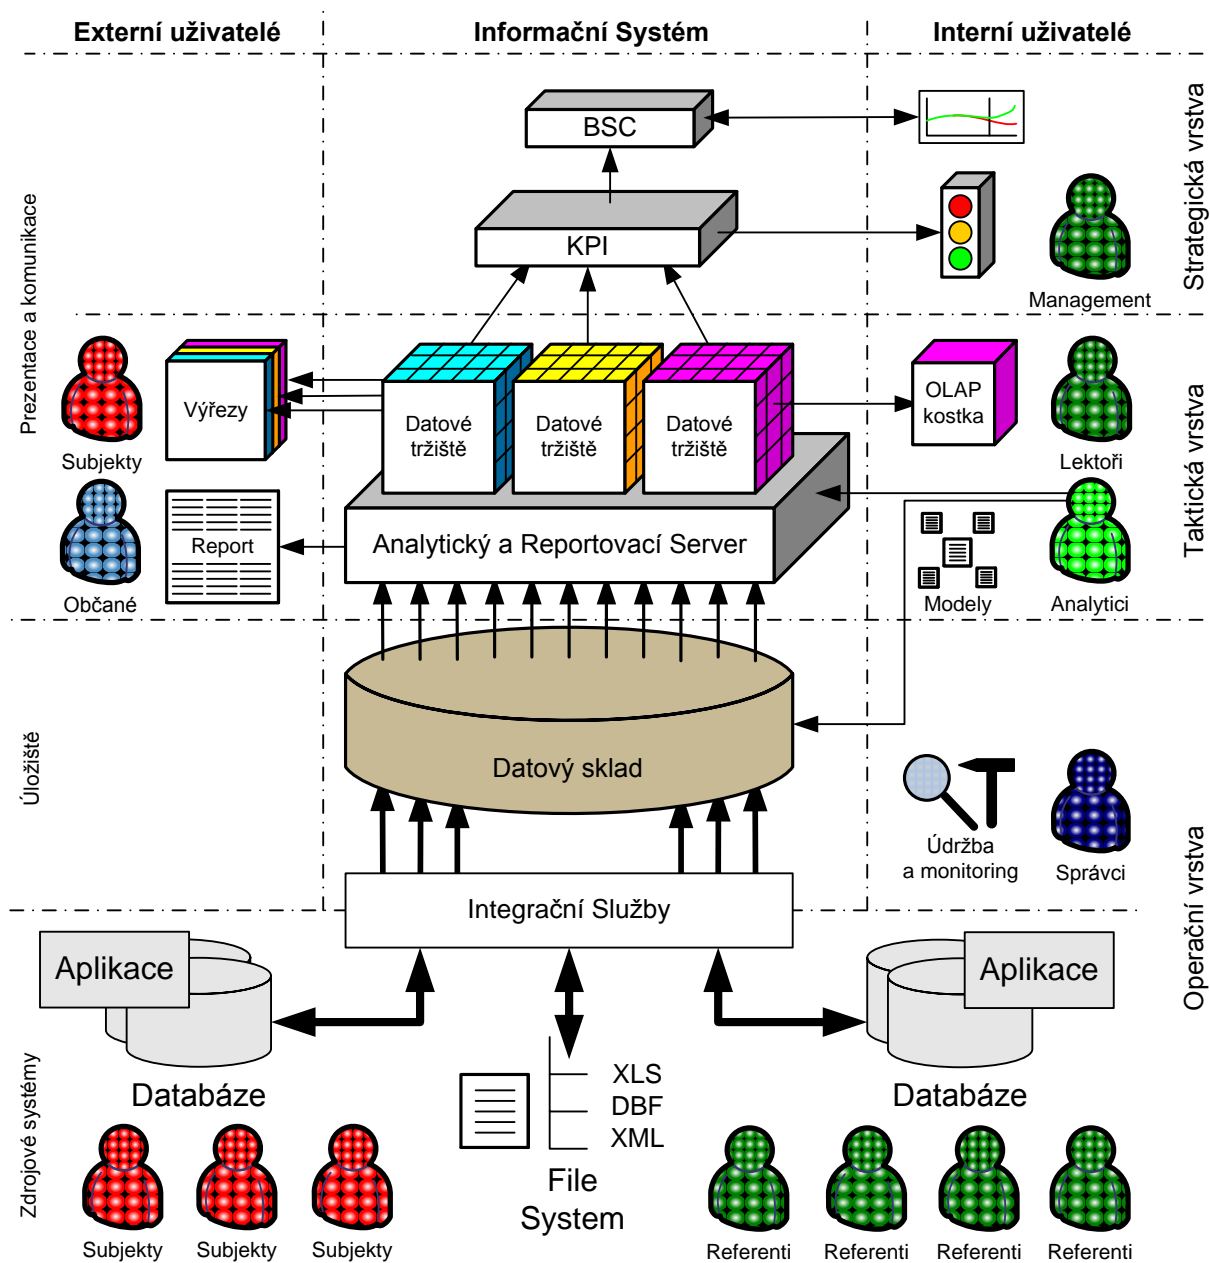 Externí uživatelé
Informační Systém
Interní uživatelé
Prezentace a komunikace
Strategická vrstva
BSC
KPI
Management
Taktická vrstva
Subjekty
Výřezy
Datové
tržiště
Datové
tržiště
Datové
tržiště
OLAP
kostka
Lektoři
Občané
Report
Analytický a Reportovací Server
Modely
Analytici
Úložiště
Datový sklad
Údržba
a monitoring
Správci
Operační vrstva
Integrační Služby
Zdrojové systémy
Aplikace
Databáze
XLS
DBF
XML
File
System
Aplikace
Databáze
Subjekty
Subjekty
Subjekty
Referenti
Referenti
Referenti
Referenti